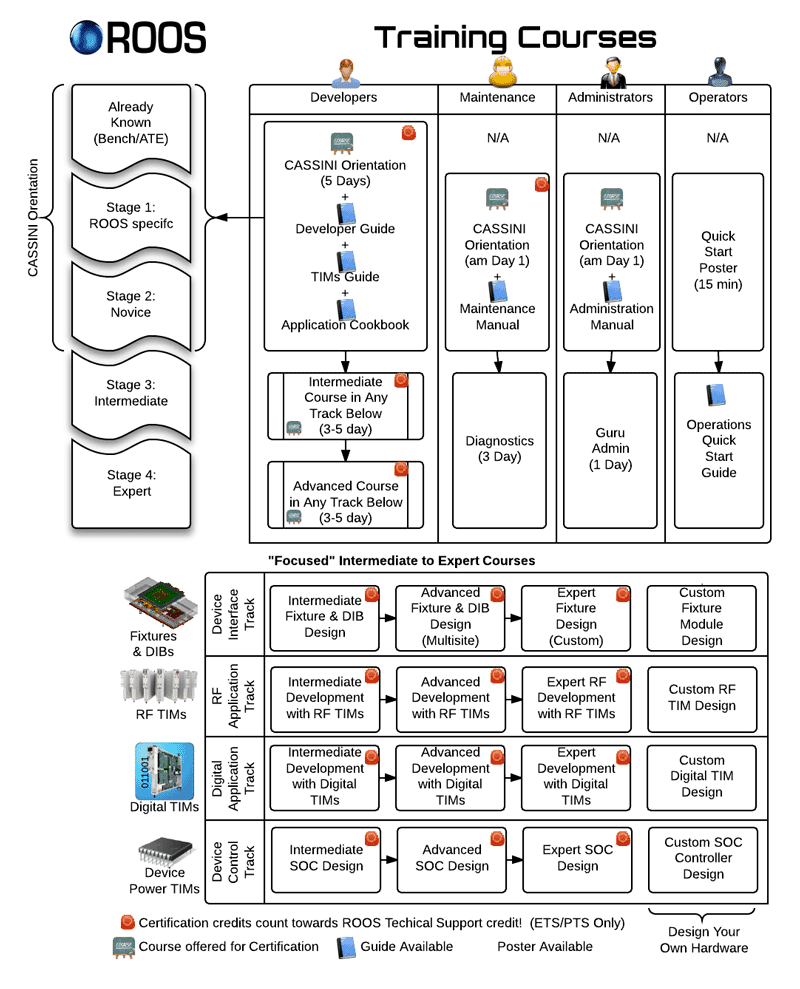 ROOS
Training Courses
Developers
Maintenance
Administrators
Operators
CASSINI Orentation
Already
Known
(Bench/ATE)
Stage 1:
ROOS specifc
Stage 2:
Novice
Stage 3:
Intermediate
Stage 4:
Expert
COURSE
CASSINI Orientation
(5 Days)
+
Developer Guide
+
TIMs Guide
+
Application Cookbook
Intermediate
Course in Any
Track Below
(3-5 day)
Advanced Course
in Any Track Below
(3-5 day)
N/A
CASSINI
Orientation
(am Day 1)
+
Maintenance
Manual
Diagnostics
(3 Day)
N/A
CASSINI
Orientation
(am Day 1)
+
Administration
Manual
Guru
Admin
(1 Day)
N/A
Quick
Start
Poster
(15 min)
Operations
Quick
Start
Guide
"Focused" Intermediate to Expert Courses
Fixtures
& DIBs
Device
Interface
Track
Intermediate
Fixture & DIB
Design
Advanced
Fixture & DIB
Design
(Multisite)
Expert
Fixture
Design
(Custom)
Custom
Fixture
Module
Design
RF TIMs
RF
Application
Track
Intermediate
Development
with RF TIMs
Advanced
Development
with RF TIMs
Expert RF
Development
with RF TIMs
Custom RF
TIM Design
011001
Digital TIMs
Digital
Application
Track
Intermediate
Development
with Digital
TIMs
Advanced
Development
with Digital
TIMs
Expert
Development
with Digital
TIMs
Custom
Digital TIM
Design
Device
Power TIMs
Device
Control
Track
Intermediate
SOC Design
Advanced
SOC Design
Expert SOC
Design
Custom SOC
Controller
Design
Certification credits count towards ROOS Techical Support credit! (ETS/PTS Only)
Course offered for Certification
Guide Available
Poster Available
Design Your
Own Hardware